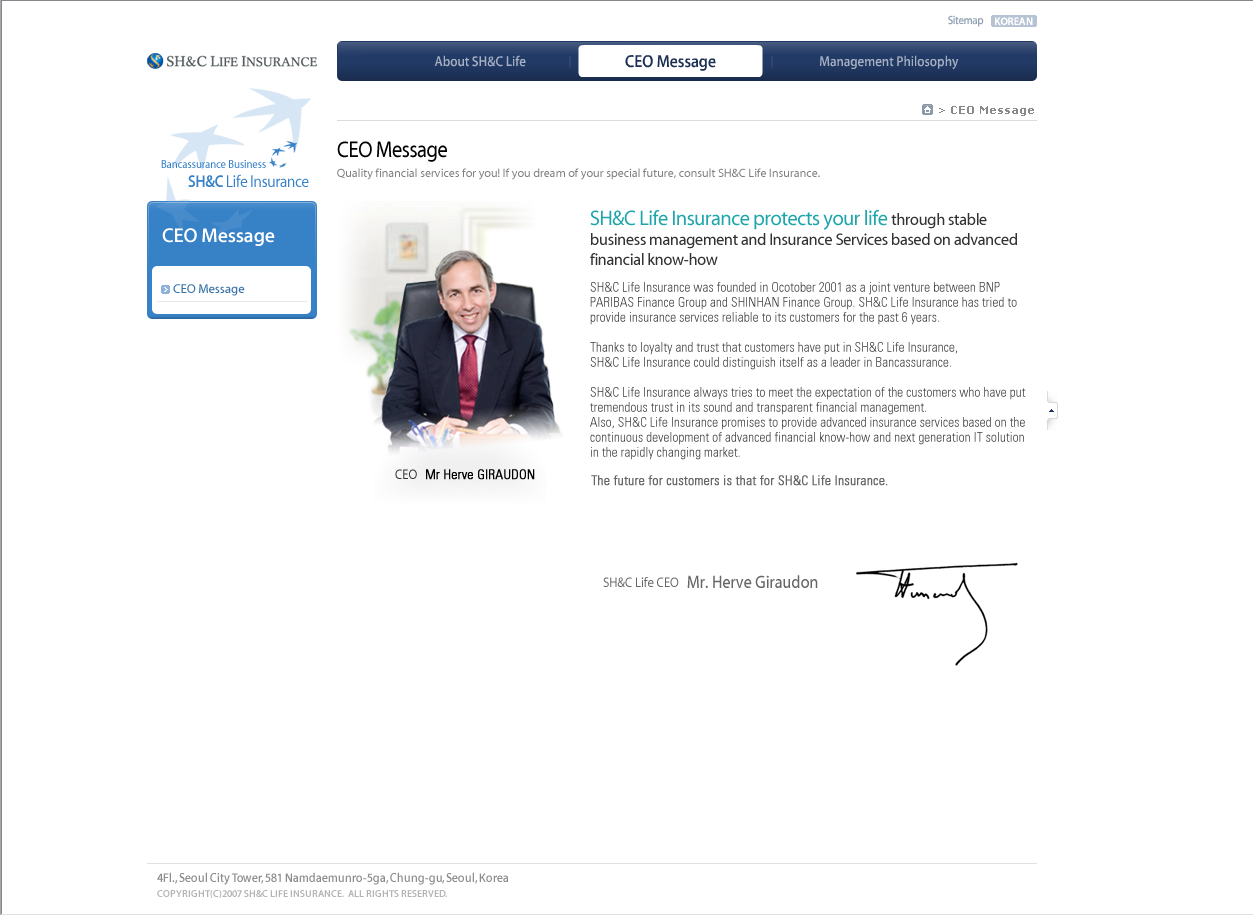 Sitemap KOREAN
SH&C LIFE INSURANCE
About SH&C Life CEO Message Management Philosophy
> CEO Message
CEO Message
Quality financial services for you! If you dream of your special future, consult SH&C Life Insurance.
Bancassurance Business
SH&C Life Insurance
CEO Message
CEO Message
SH&C Life Insurance protects your life through stable
business management and Insurance Services based on advanced
financial know-how
SH&C Life Insurance was founded in Ocotober 2001 as a joint venture between BNP
PARIBAS Finance Group and SHINHAN Finance Group. SH&C Life Insurance has tried to
provide insurance services reliable to its customers for the past 6 years.
Thanks to loyalty and trust that customers have put in SH&C Life Insurance,
SH&C Life Insurance could distinguish itself as a leader in Bancassurance.
SH&C Life Insurance always tries to meet the expectation of the customers who have put
tremendous trust in its sound and transparent financial management.
Also, SH&C Life Insurance promises to provide advanced insurance services based on the
continuous development of advanced financial know-how and next generation IT solution
in the rapidly changing market.
The future for customers is that for SH&C Life Insurance.
CEO Mr Herve GIRAUDON
SH&C Life CEO Mr. Herve Giraudon
4Fl., Seoul City Tower, 581 Namdaemunro-5ga, Chung-gu, Seoul, Korea
COPYRIGHT(C)2007 SH&C LIFE INSURANCE. ALL RIGHTS RESERVED.